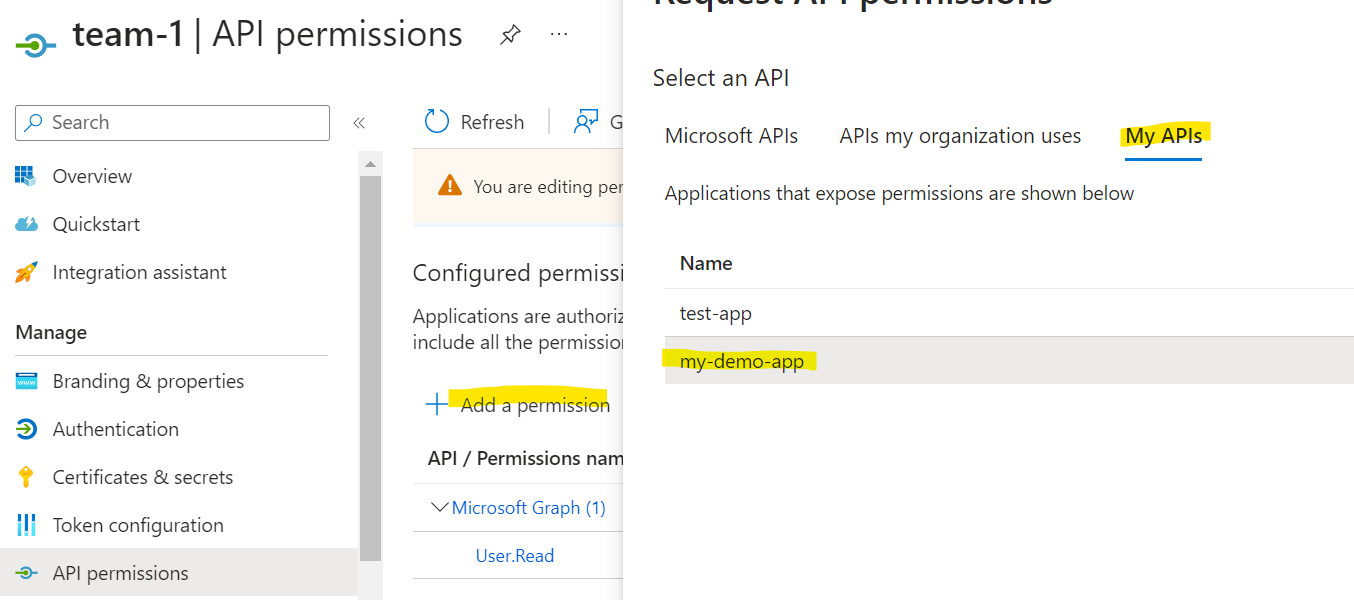 team-1 | API permissions
Search
Overview
Quickstart
Integration assistant
Manage
Branding & properties
Authentication
Certificates & secrets
Token configuration
API permissions
Refresh
G
You are editing per
Configured permissi
Applications are authoriz
include all the permission
Add a permission
API / Permissions nam
Microsoft Graph (1)
User.Read
Request API permissions
Select an API
Microsoft APIs APIs my organization uses My APIs
Applications that expose permissions are shown below
Name
test-app
my-demo-app